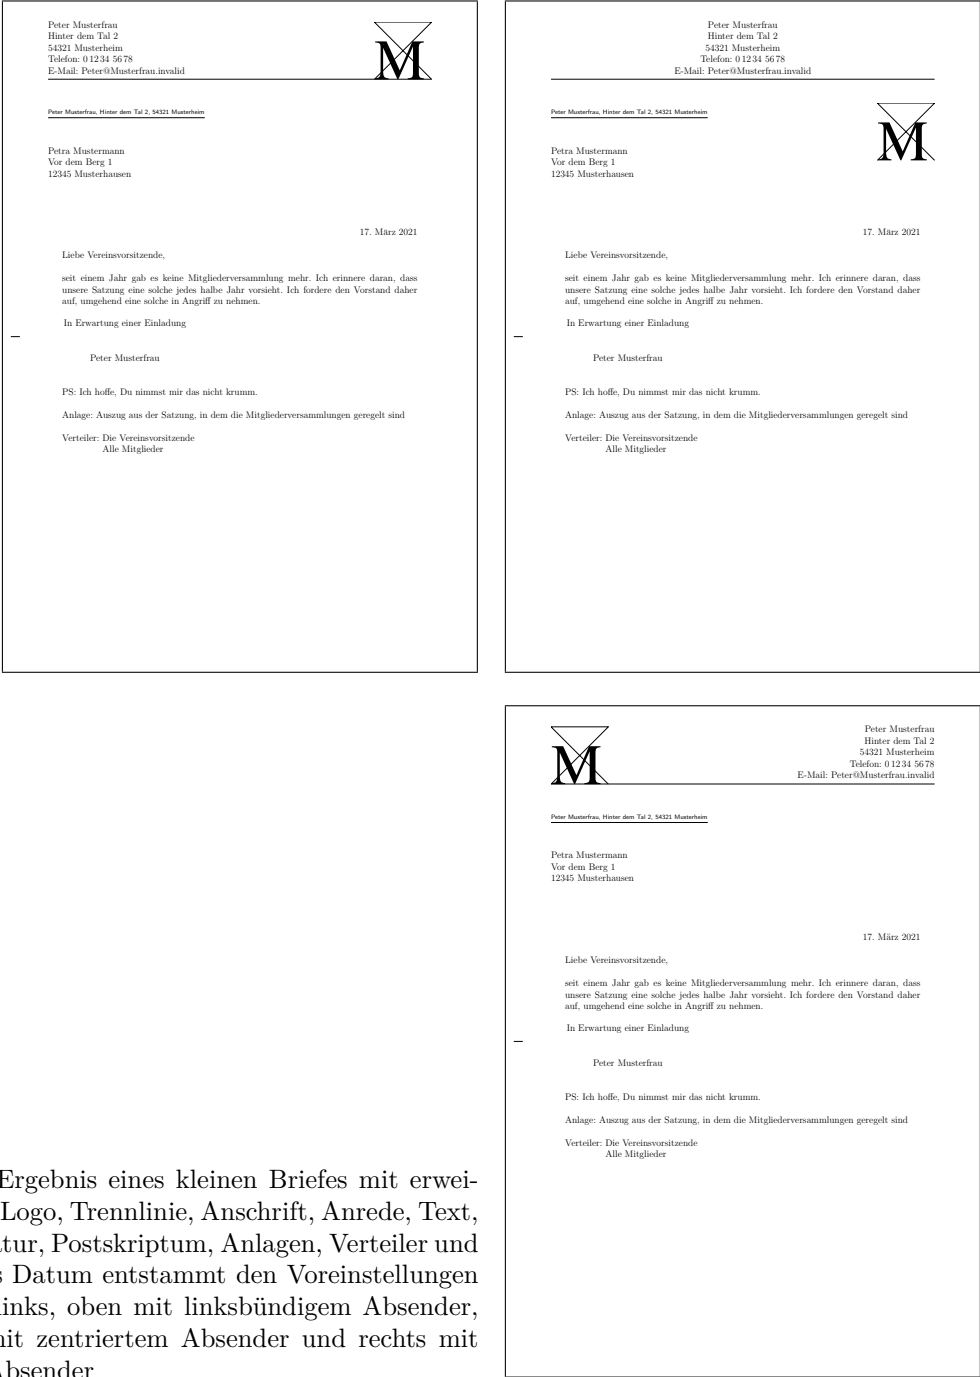 Peter Musterfrau
Hinter dem Tal 2
54321 Musterheim
Telefon: 0 12 34 56 78
E-Mail: Peter@Musterfrau.invalid
M
Peter Musterfrau, Hinter dem Tal 2, 54321 Musterheim
Petra Mustermann
Vor dem Berg 1
12345 Musterhausen
17. März 2021
Liebe Vereinsvorsitzende,
seit einem Jahr gab es keine Mitgliederversammlung mehr. Ich erinnere daran, dass
unsere Satzung eine solche jedes halbe Jahr vorsieht. Ich fordere den Vorstand daher
auf, umgehend eine solche in Angriff zu nehmen.
In Erwartung einer Einladung
Peter Musterfrau
PS: Ich hoffe, Du nimmst mir das nicht krumm.
Anlage: Auszug aus der Satzung, in dem die Mitgliederversammlungen geregelt sind
Verteiler: Die Vereinsvorsitzende
Alle Mitglieder
Peter Musterfrau
Hinter dem Tal 2
54321 Musterheim
Telefon: 0 12 34 56 78
E-Mail: Peter@Musterfrau.invalid
Peter Musterfrau, Hinter dem Tal 2, 54321 Musterheim
M
Petra Mustermann
Vor dem Berg 1
12345 Musterhausen
17. März 2021
Liebe Vereinsvorsitzende,
seit einem Jahr gab es keine Mitgliederversammlung mehr. Ich erinnere daran, dass
unsere Satzung eine solche jedes halbe Jahr vorsieht. Ich fordere den Vorstand daher
auf, umgehend eine solche in Angriff zu nehmen.
In Erwartung einer Einladung
Peter Musterfrau
PS: Ich hoffe, Du nimmst mir das nicht krumm.
Anlage: Auszug aus der Satzung, in dem die Mitgliederversammlungen geregelt sind
Verteiler: Die Vereinsvorsitzende
Alle Mitglieder
M
Peter Musterfrau
Hinter dem Tal 2
54321 Musterheim
Telefon: 0 12 34 56 78
E-Mail: Peter@Musterfrau.invalid
Peter Musterfrau, Hinter dem Tal 2, 54321 Musterheim
Petra Mustermann
Vor dem Berg 1
12345 Musterhausen
17. März 2021
Liebe Vereinsvorsitzende,
seit einem Jahr gab es keine Mitgliederversammlung mehr. Ich erinnere daran, dass
unsere Satzung eine solche jedes halbe Jahr vorsieht. Ich fordere den Vorstand daher
auf, umgehend eine solche in Angriff zu nehmen.
In Erwartung einer Einladung
Peter Musterfrau
PS: Ich hoffe, Du nimmst mir das nicht krumm.
Anlage: Auszug aus der Satzung, in dem die Mitgliederversammlungen geregelt sind
Verteiler: Die Vereinsvorsitzende
Alle Mitglieder
Ergebnis eines kleinen Briefes mit erwei-
Logo, Trennlinie, Anschrift, Anrede, Text,
tur, Postskriptum, Anlagen, Verteiler und
s Datum entstammt den Voreinstellungen
links, oben mit linksbündigem Absender,
mit zentriertem Absender und rechts mit
Absender